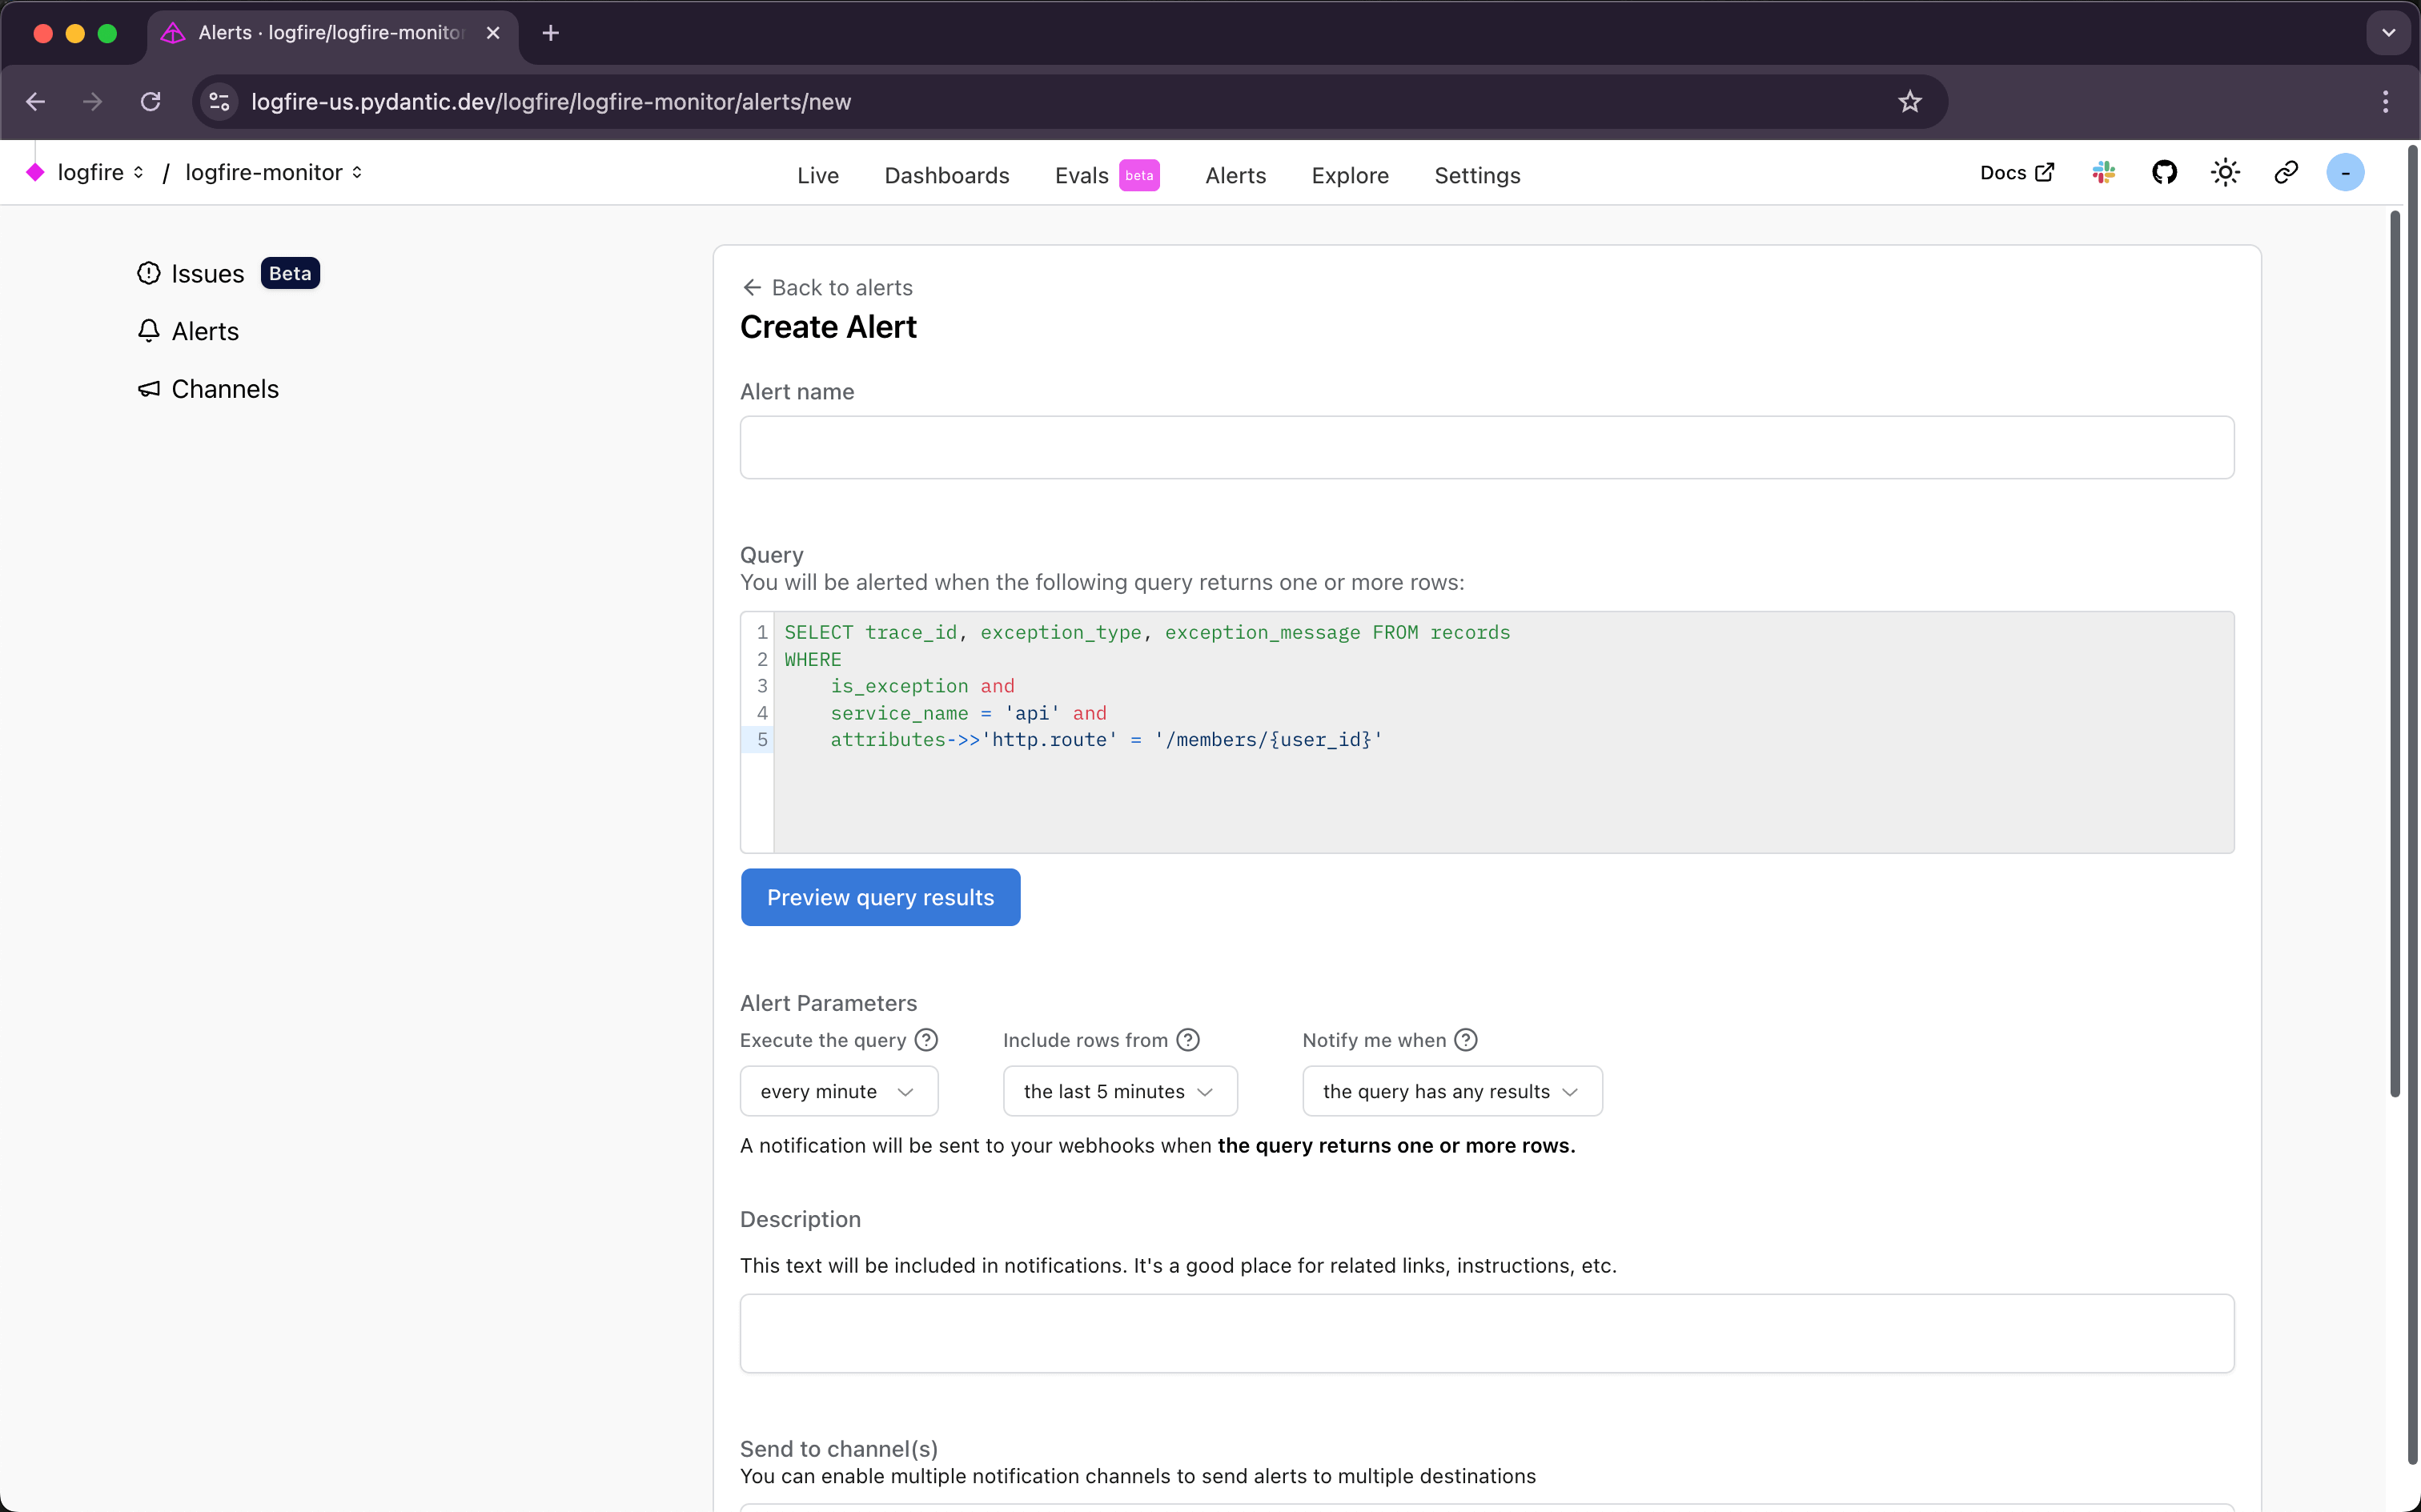 Alerts · logfire/logfire-monitor
logfire-us.pydantic.dev/logfire/logfire-monitor/alerts/new
logfire / logfire-monitor
Live Dashboards Evals beta Alerts Explore Settings
Docs
-
Issues Beta
Alerts
Channels
Back to alerts
Create Alert
Alert name
Query
You will be alerted when the following query returns one or more rows:
1 SELECT trace_id, exception_type, exception_message FROM records
2 WHERE
3 is_exception and
4 service_name = 'api' and
5 attributes->>'http.route' = '/members/{user_id}'
Preview query results
Alert Parameters
Execute the query ? Include rows from ? Notify me when ?
every minute the last 5 minutes the query has any results
A notification will be sent to your webhooks when the query returns one or more rows.
Description
This text will be included in notifications. It's a good place for related links, instructions, etc.
Send to channel(s)
You can enable multiple notification channels to send alerts to multiple destinations